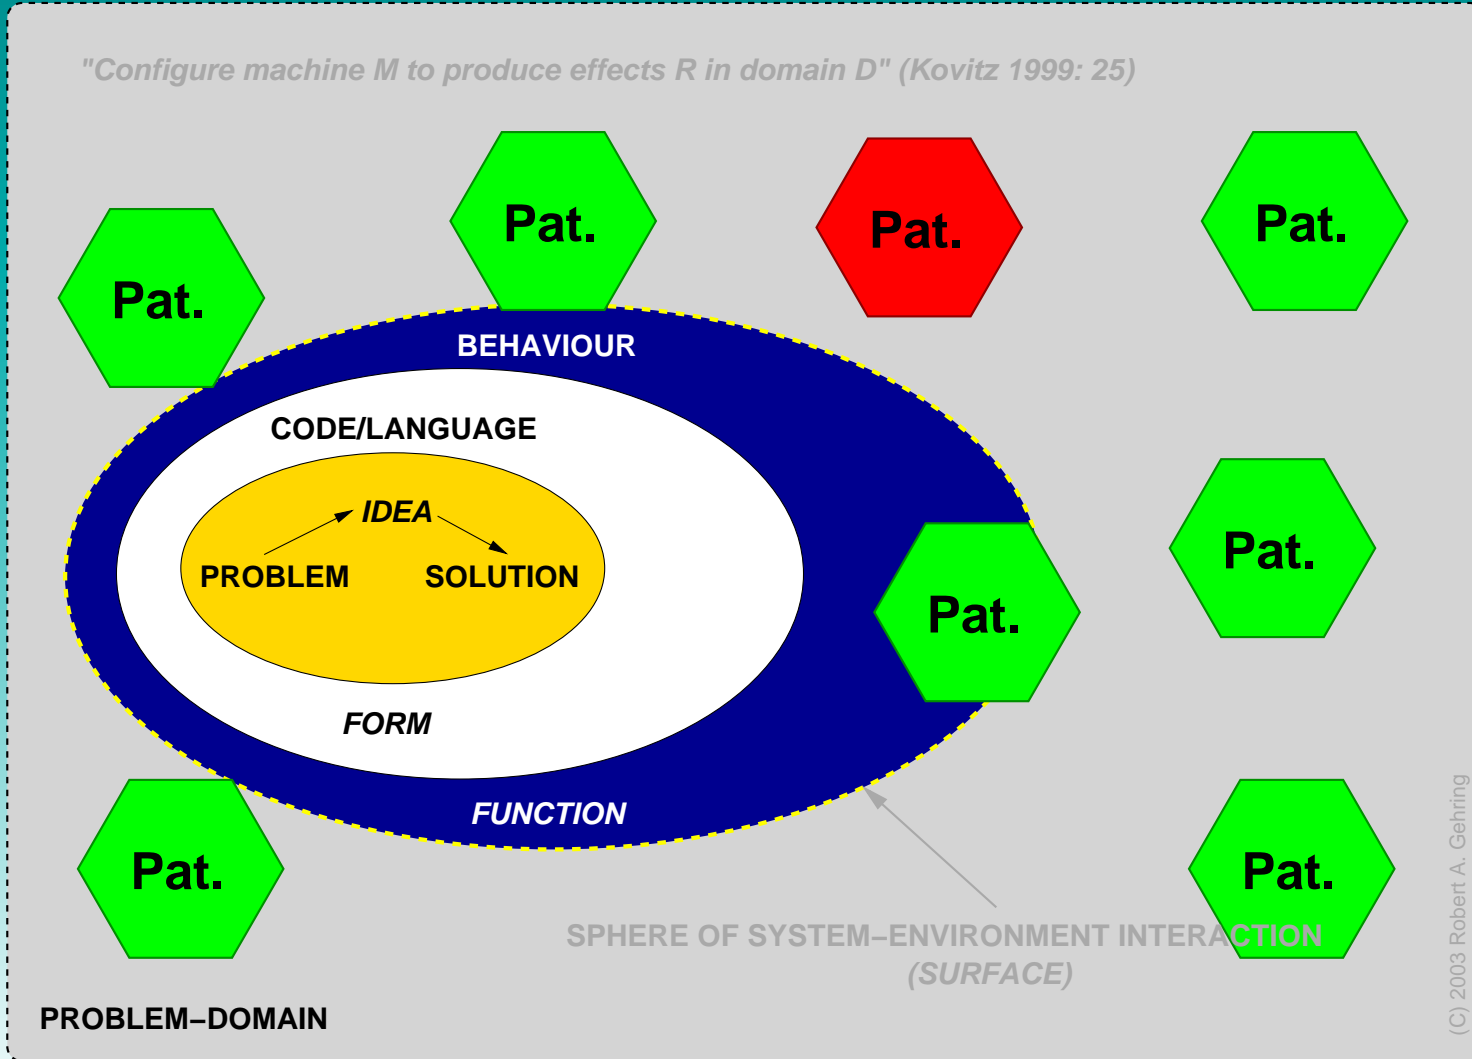 "Configure machine M to produce effects R in domain D" (Kovitz 1999: 25)
Pat.
Pat.
Pat.
Pat.
BEHAVIOUR
CODE/LANGUAGE
IDEA
PROBLEM
SOLUTION
Pat.
Pat.
FORM
FUNCTION
Pat.
Pat.
SPHERE OF SYSTEM–ENVIRONMENT INTERACTION
(SURFACE)
PROBLEM–DOMAIN
(C) 2003 Robert A. Gehring